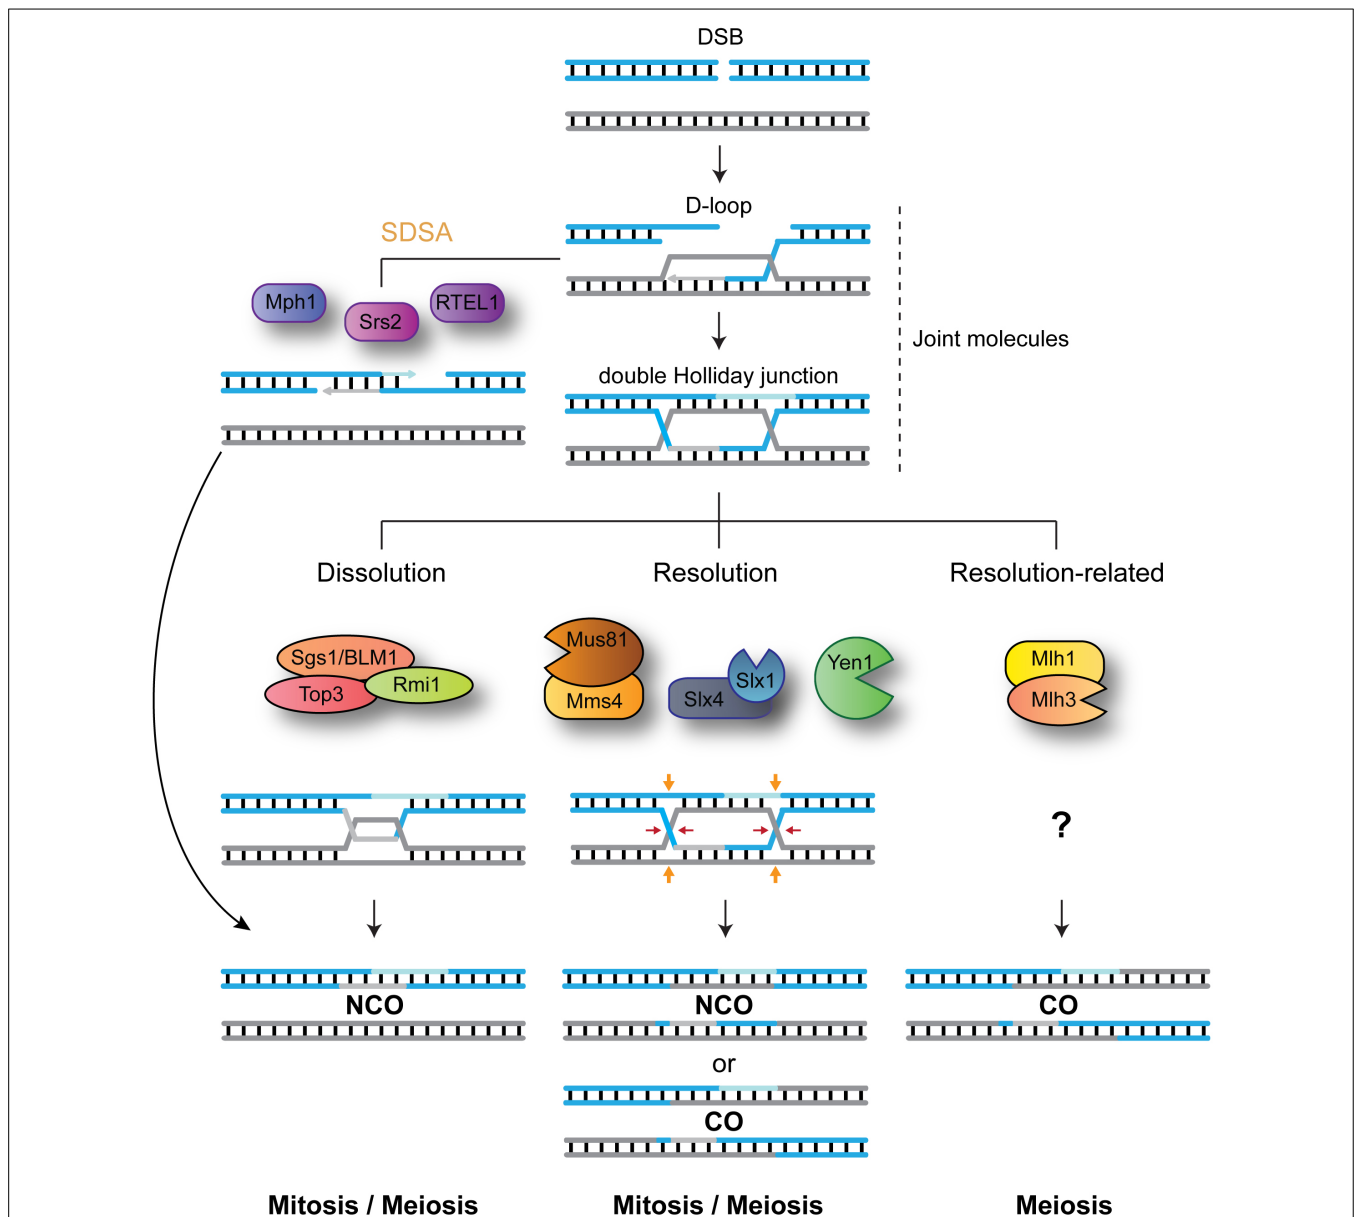 DSB
D-loop
SDSA
Mph1
Srs2
RTEL1
Joint molecules
double Holliday junction
Dissolution
Resolution
Resolution-related
Sgs1/BLM1
Top3
Rmi1
Mus81
Mms4
Slx4
Slx1
Yen1
Mlh1
Mlh3
?
NCO
NCO
CO
or
CO
Mitosis / Meiosis
Mitosis / Meiosis
Meiosis